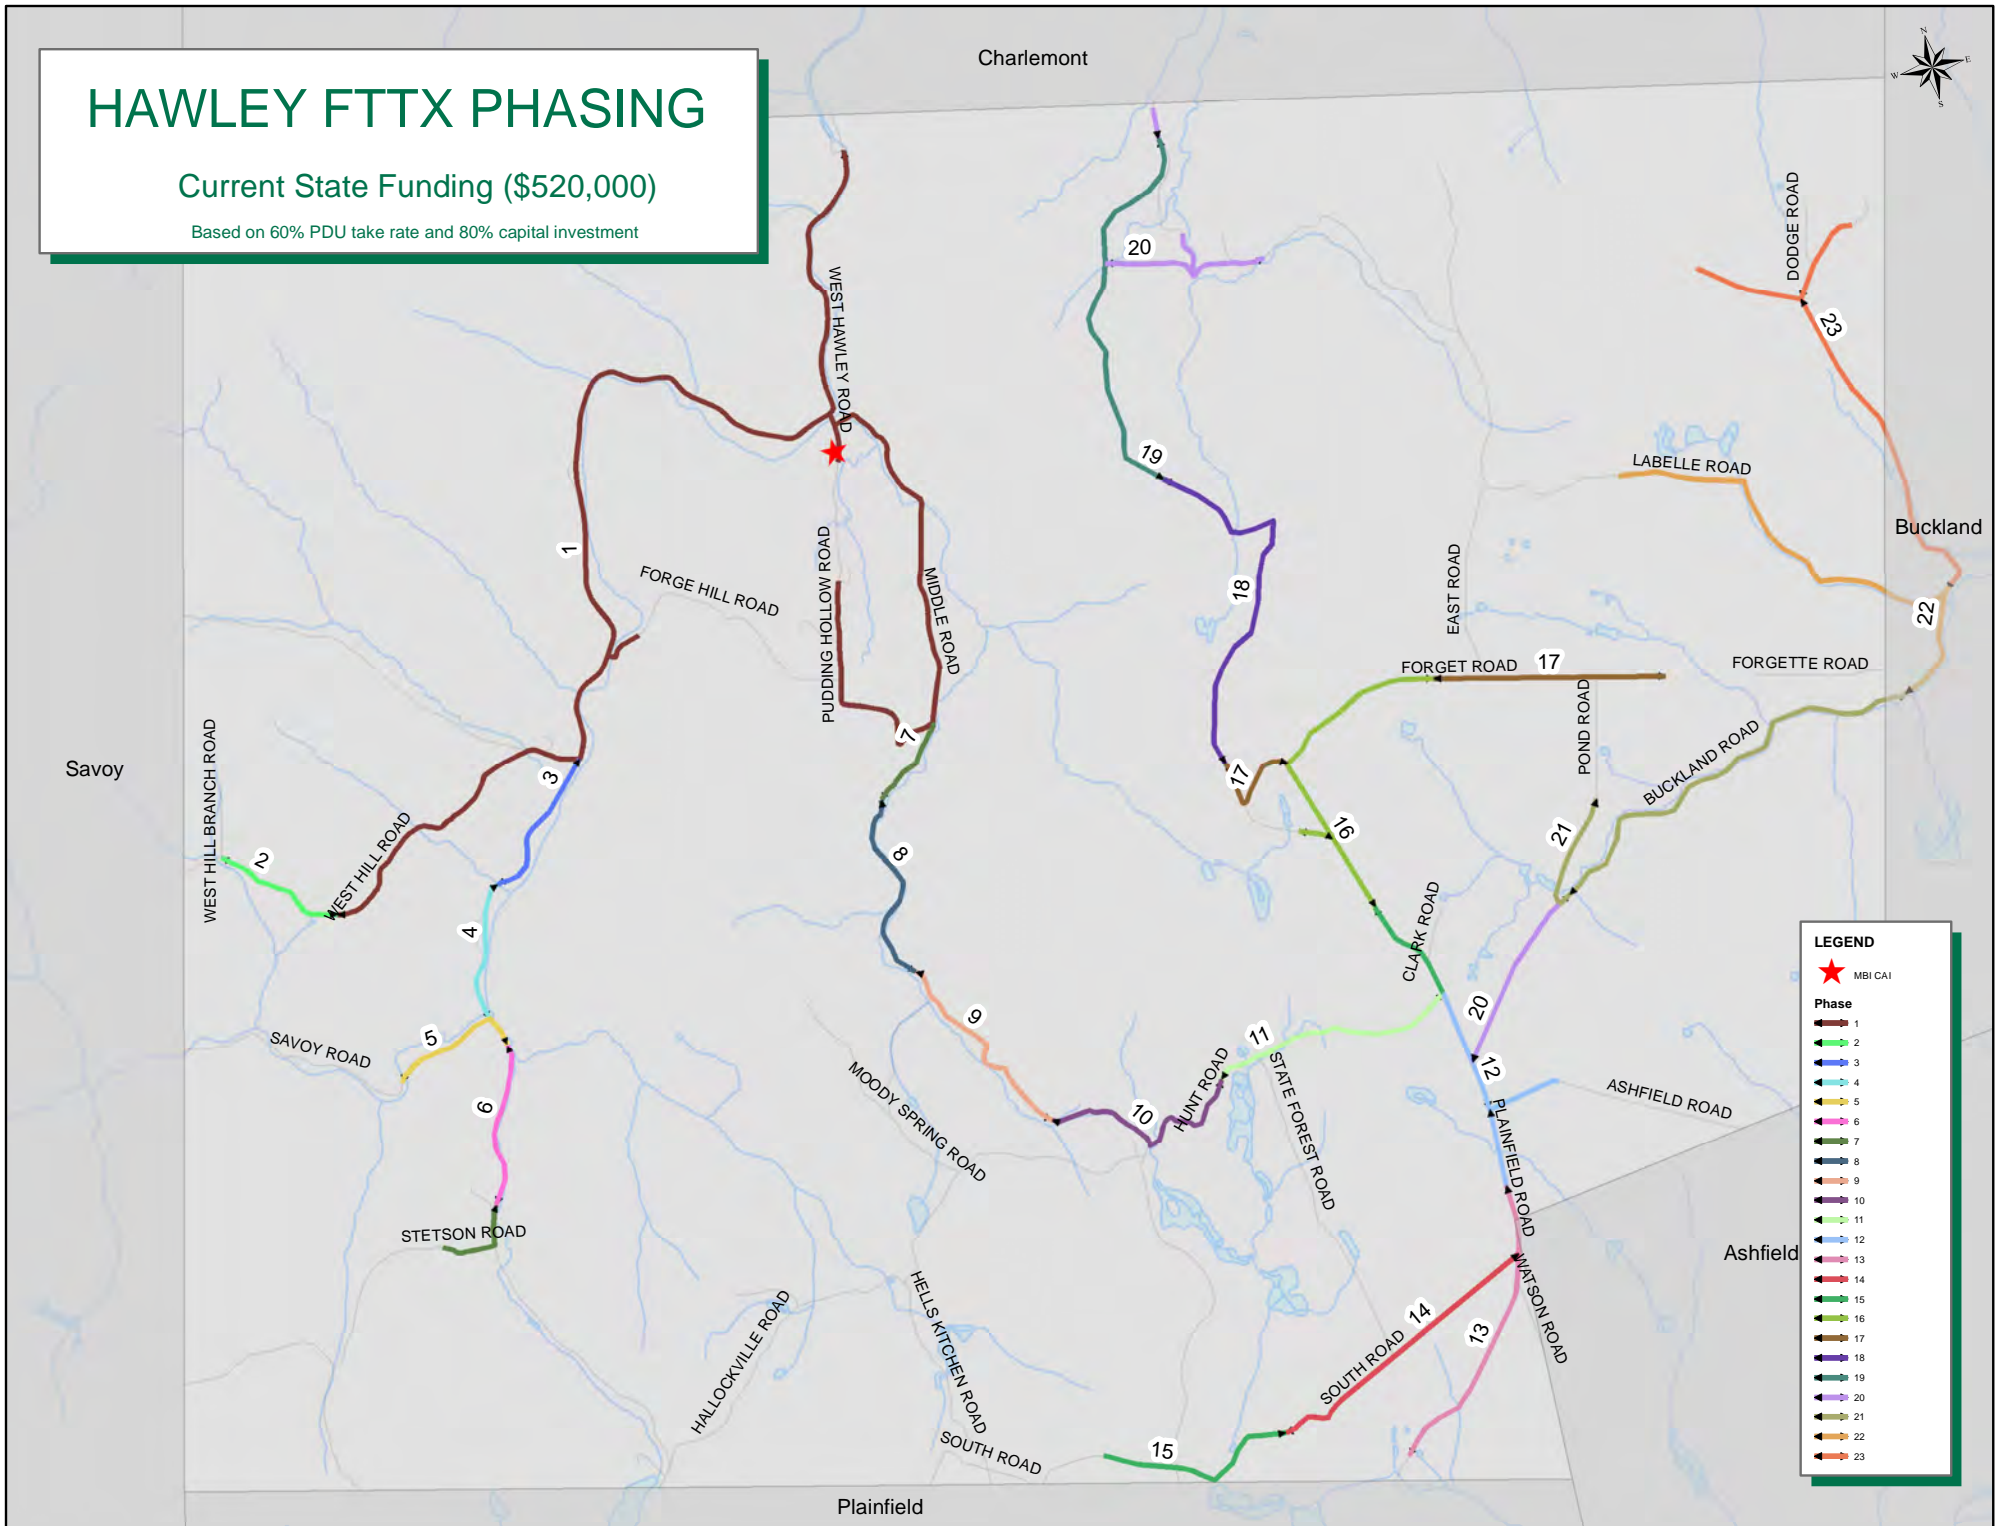 Charlemont
N
E
W
S
HAWLEY FTTX PHASING
Current State Funding ($520,000)
Based on 60% PDU take rate and 80% capital investment
DODGE ROAD
20
WEST HAWLEY ROAD
23
19
LABELLE ROAD
Buckland
1
FORGE HILL ROAD
PUDDING HOLLOW ROAD
MIDDLE ROAD
18
EAST ROAD
22
FORGET ROAD
17
FORGETTE ROAD
POND ROAD
BUCKLAND ROAD
7
17
Savoy
WEST HILL BRANCH ROAD
3
2
WEST HILL ROAD
8
16
21
4
CLARK ROAD
LEGEND
MBI CAI
Phase
1
2
3
4
5
6
7
8
9
10
11
12
13
14
15
16
17
18
19
20
21
22
23
9
20
5
SAVOY ROAD
11
12
6
MOODY SPRING ROAD
10
HUNT ROAD
STATE FOREST ROAD
PLAINFIELD ROAD
ASHFIELD ROAD
STETSON ROAD
Ashfield
HALLOCKVILLE ROAD
HELLS KITCHEN ROAD
14
SOUTH ROAD
13
WATSON ROAD
SOUTH ROAD
15
Plainfield